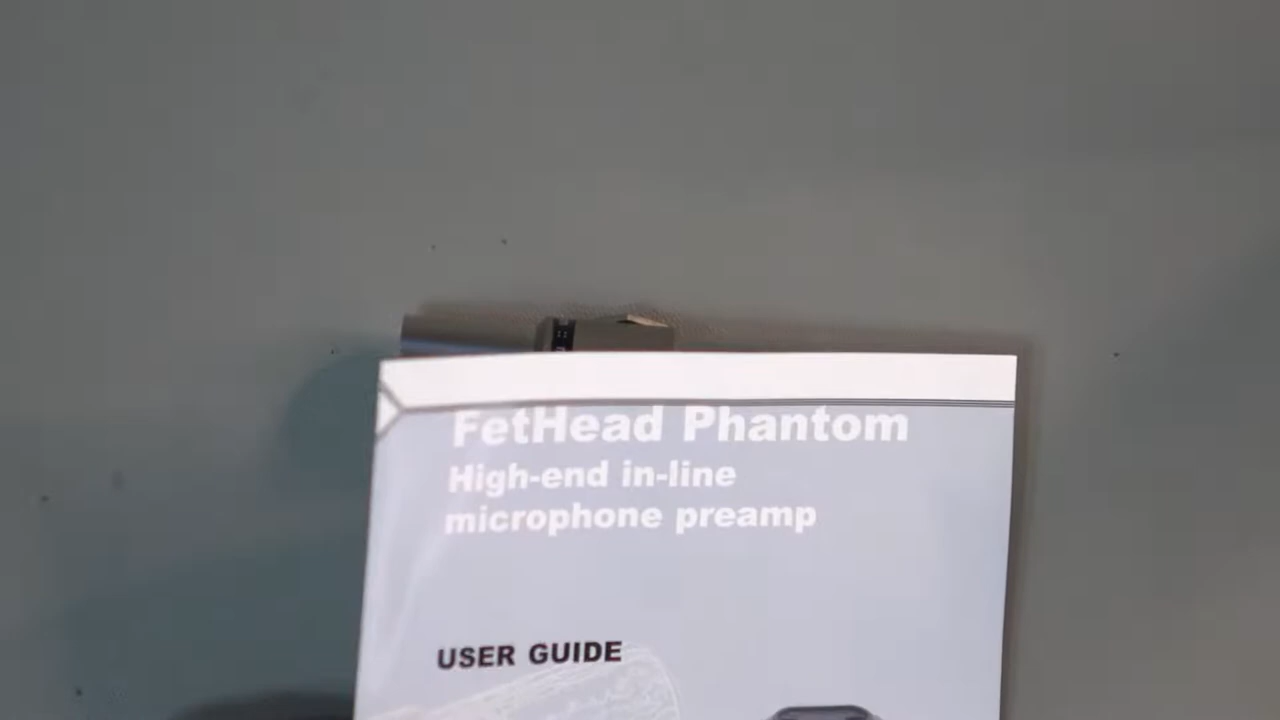 FetHead Phantom
High-end in-line
microphone preamp
USER GUIDE